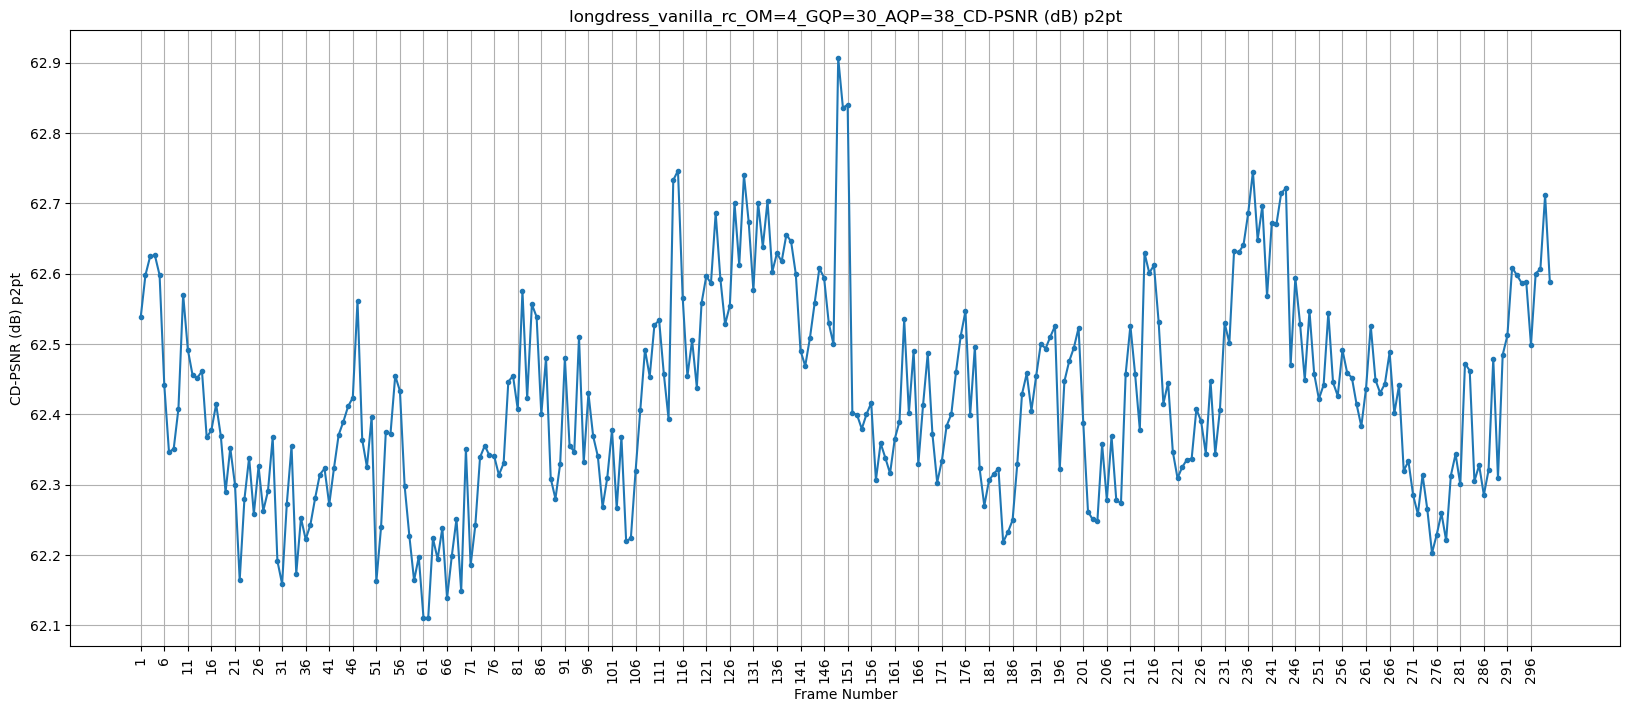 longdress_vanilla_rc_OM=4_GQP=30_AQP=38_CD-PSNR (dB) p2pt
CD-PSNR (dB) p2pt
62.9
62.8
62.7
62.6
62.5
62.4
62.3
62.2
62.1
1 6 11 16 21 26 31 36 41 46 51 56 61 66 71 76 81 86 91 96 101 106 111 116 121 126 131 136 141 146 151 156 161 166 171 176 181 186 191 196 201 206 211 216 221 226 231 236 241 246 251 256 261 266 271 276 281 286 291 296
Frame Number